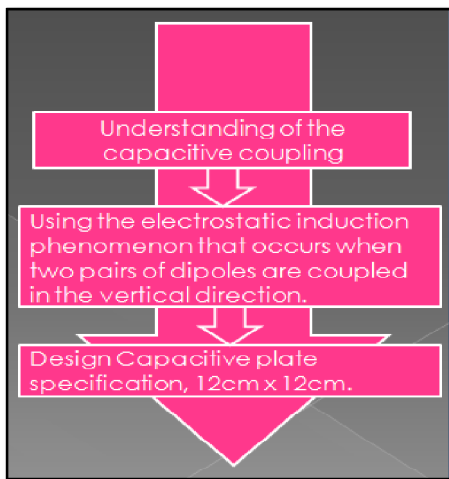 Understanding of the
capacitive coupling
Using the electrostatic induction
phenomenon that occurs when
two pairs of dipoles are coupled
in the vertical direction.
Design Capacitive plate
specification, 12cm x 12cm.